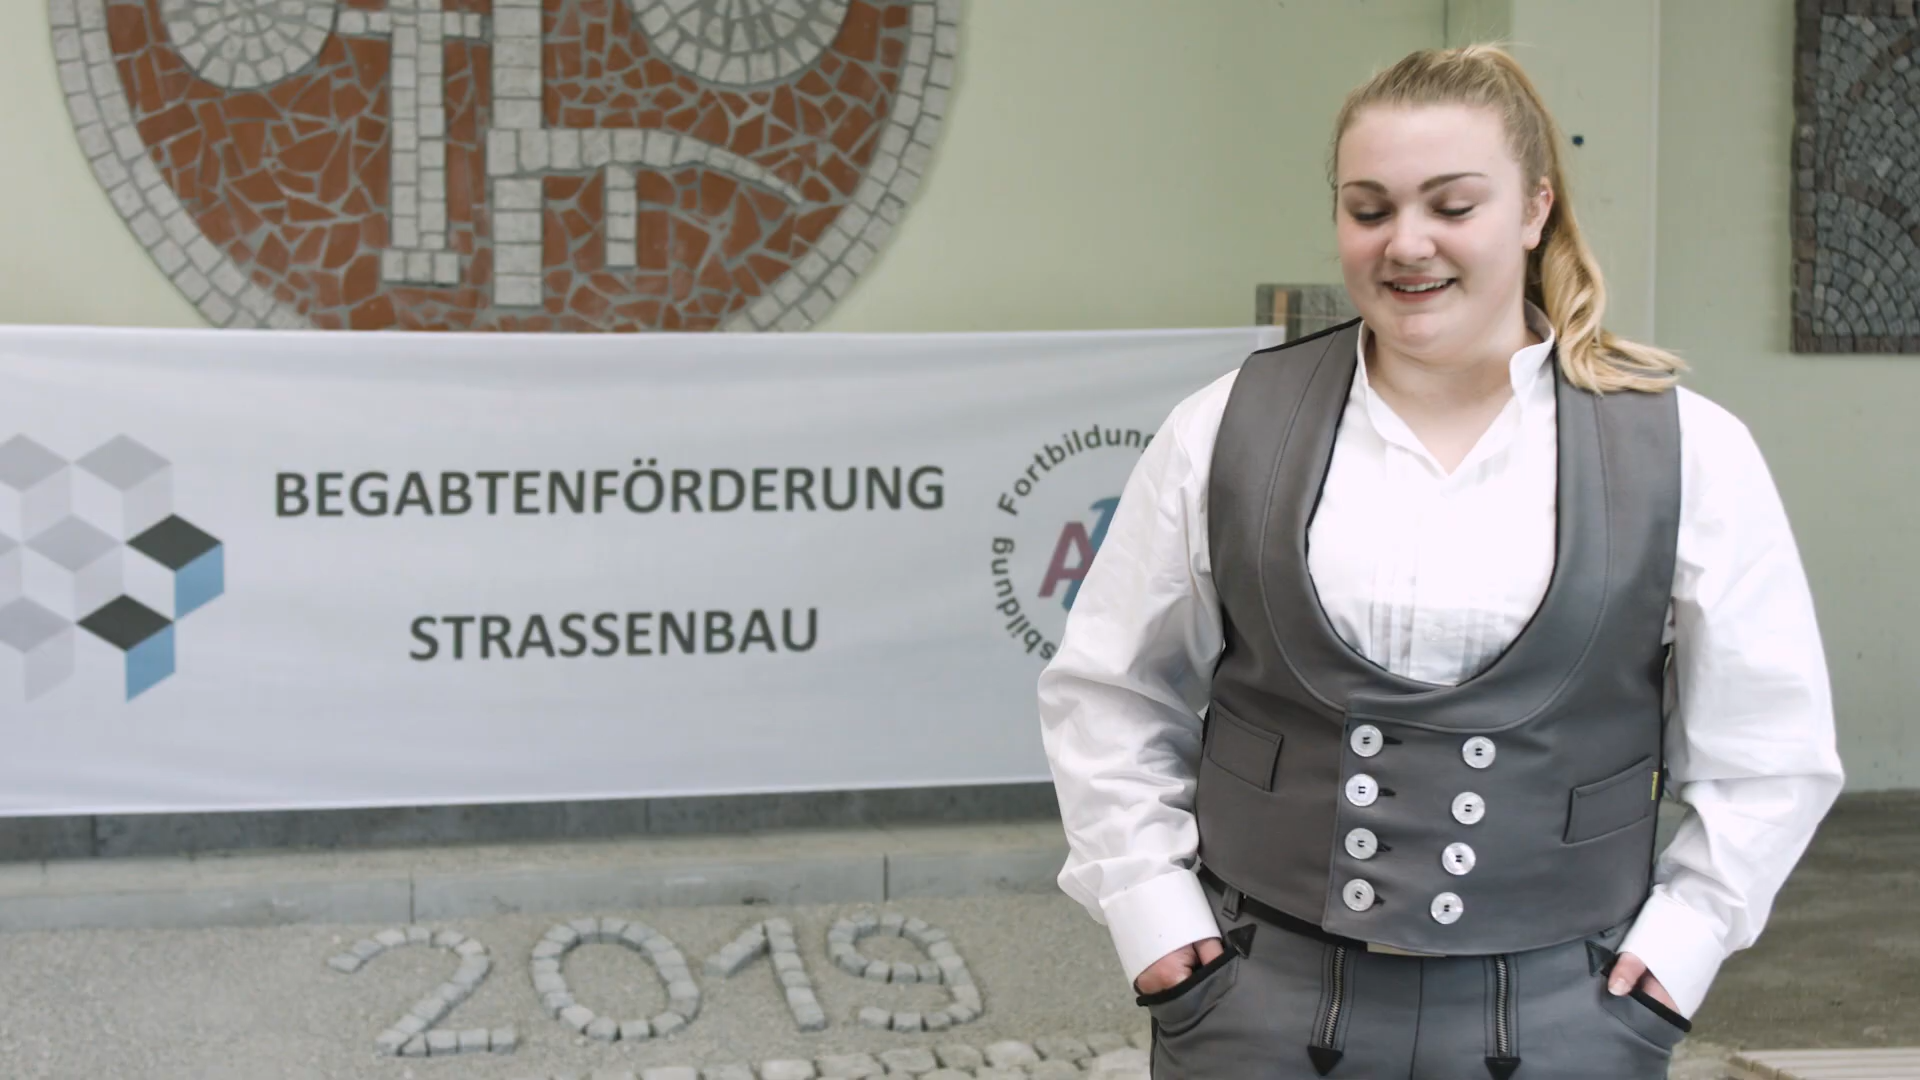 BEGABTENFÖRDERUNG
STRASSENBAU
Fortbildung
A
2019